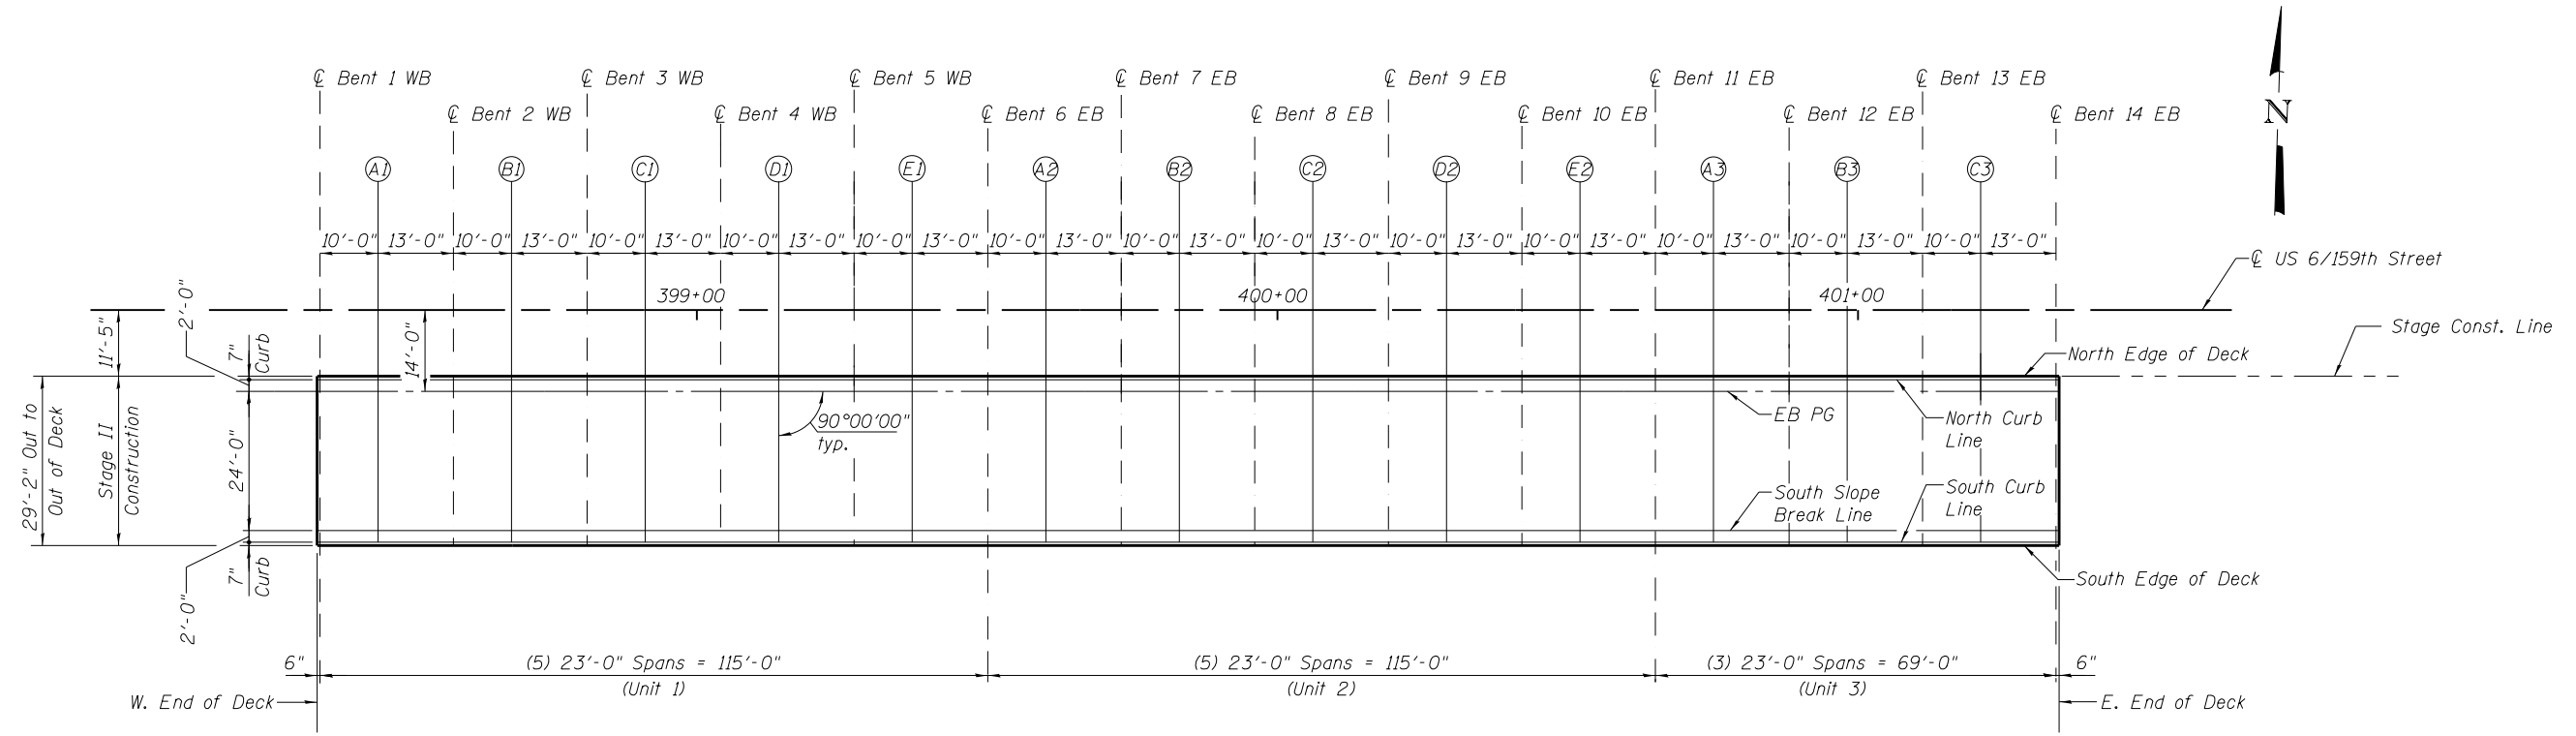 ℄ Bent 1 WB
℄ Bent 3 WB
℄ Bent 5 WB
℄ Bent 7 EB
℄ Bent 9 EB
℄ Bent 11 EB
℄ Bent 13 EB
℄ Bent 2 WB
℄ Bent 4 WB
℄ Bent 6 EB
℄ Bent 8 EB
℄ Bent 10 EB
℄ Bent 12 EB
℄ Bent 14 EB
N
A1 B1 C1 D1 E1 A2 B2 C2 D2 E2 A3 B3 C3
10'-0" 13'-0" 10'-0" 13'-0" 10'-0" 13'-0" 10'-0" 13'-0" 10'-0" 13'-0" 10'-0" 13'-0" 10'-0" 13'-0" 10'-0" 13'-0" 10'-0" 13'-0" 10'-0" 13'-0" 10'-0" 13'-0" 10'-0" 13'-0" 10'-0" 13'-0"
℄ US 6/159th Street
399+00
400+00
401+00
Stage Const. Line
North Edge of Deck
2'-0"
11'-5"
7"
Curb
14'-0"
90°00'00"
typ.
EB PG
North Curb
Line
29'-2" Out to
Out of Deck
Stage II
Construction
24'-0"
South Slope
Break Line
South Curb
Line
7"
Curb
2'-0"
South Edge of Deck
6"
(5) 23'-0" Spans = 115'-0"
(Unit 1)
(5) 23'-0" Spans = 115'-0"
(Unit 2)
(3) 23'-0" Spans = 69'-0"
(Unit 3)
6"
W. End of Deck
E. End of Deck